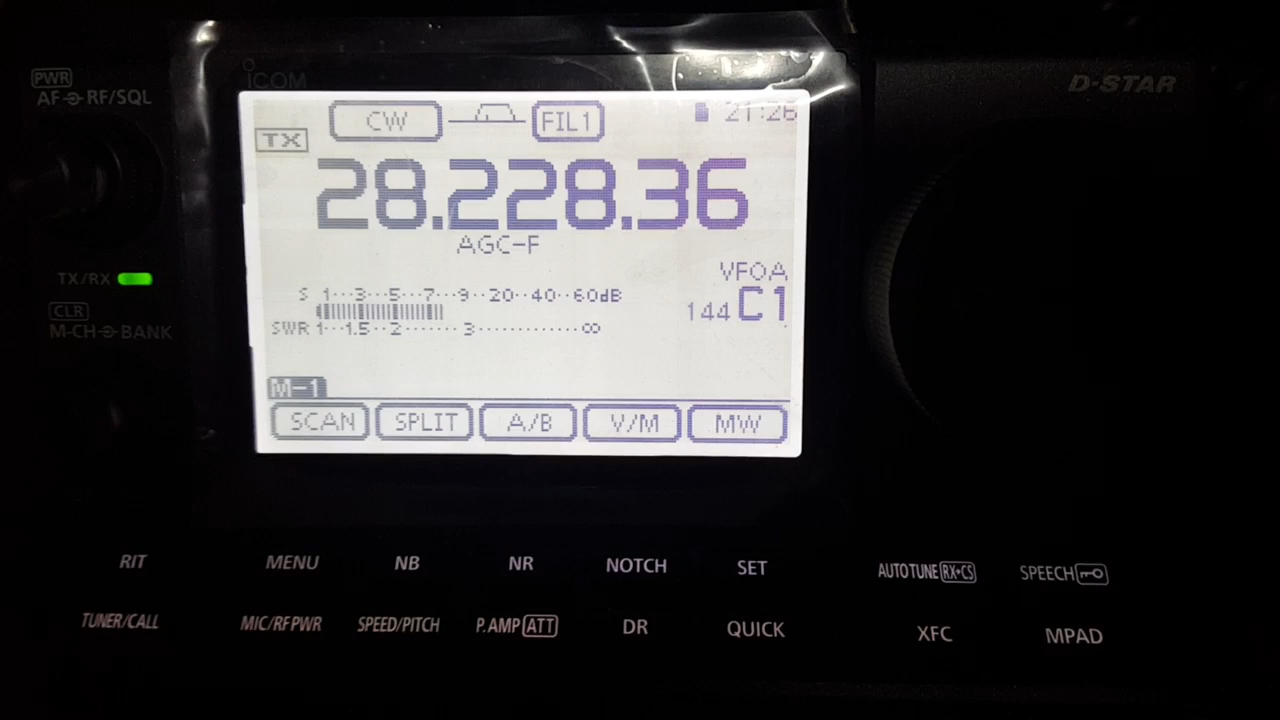 ICOM
D-STAR
PWR
AF RF/SQL
CW FIL1 21:26
TX
28.228.36
AGC-F
VFOA
TX/RX
S 1··3··5··7··9··20··40··60dB
144 C1
CLR
SWR 1··1.5··2······3············∞
M-CH BANK
M-1
SCAN SPLIT A/B V/M MW
RIT MENU NB NR NOTCH SET AUTOTUNE RX→CS SPEECH
TUNER/CALL MIC/RF PWR SPEED/PITCH P.AMP ATT DR QUICK XFC MPAD